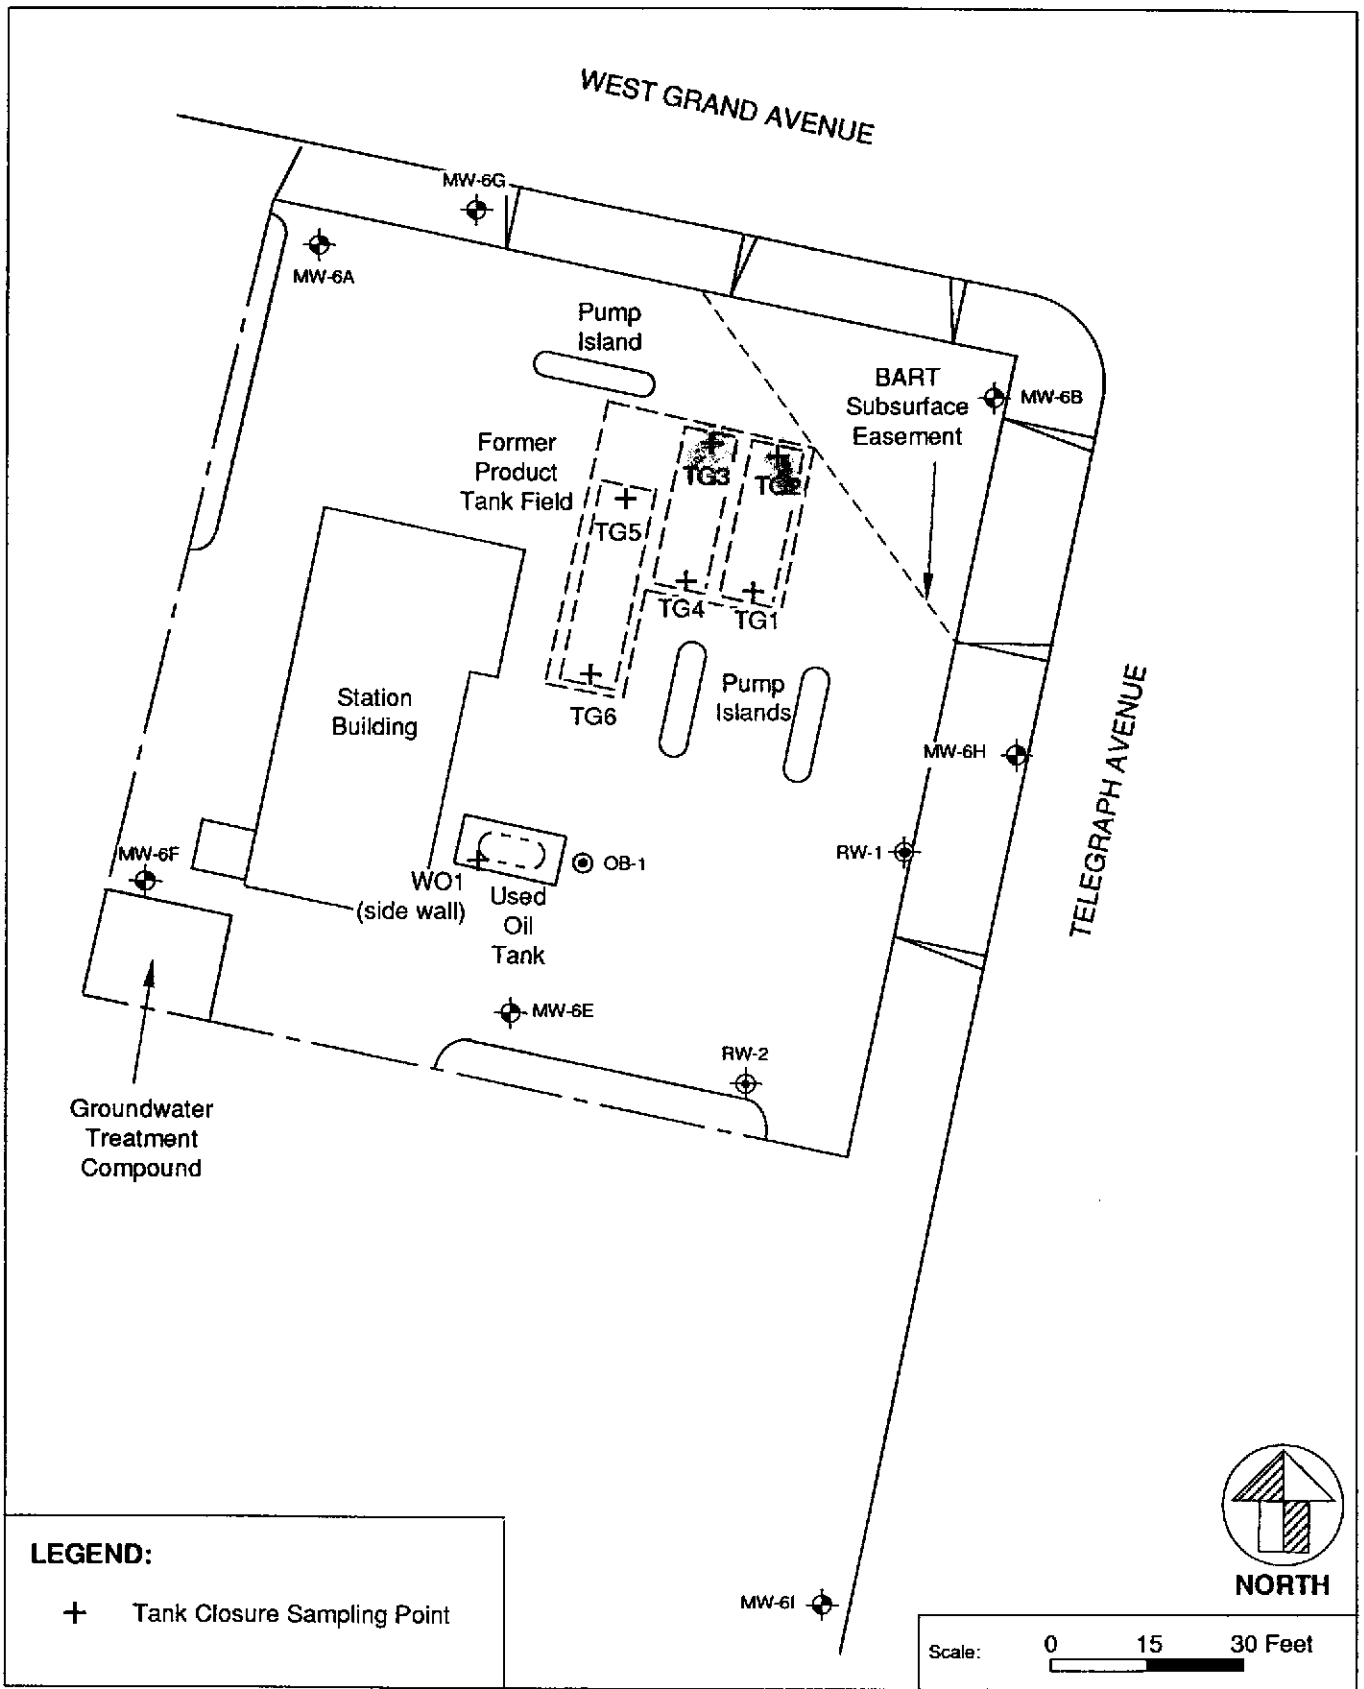 WEST GRAND AVENUE
MW-6G
MW-6A
Pump
Island
BART
Subsurface
Easement
MW-6B
Former
Product
Tank Field
TG3
TG2
TG5
TG4
TG1
TG6
Pump
Islands
Station
Building
MW-6H
TELEGRAPH AVENUE
MW-6F
RW-1
OB-1
WO1
(side wall)
Used
Oil
Tank
MW-6E
RW-2
Groundwater
Treatment
Compound
NORTH
MW-6I
LEGEND:
+ Tank Closure Sampling Point
Scale: 0 15 30 Feet